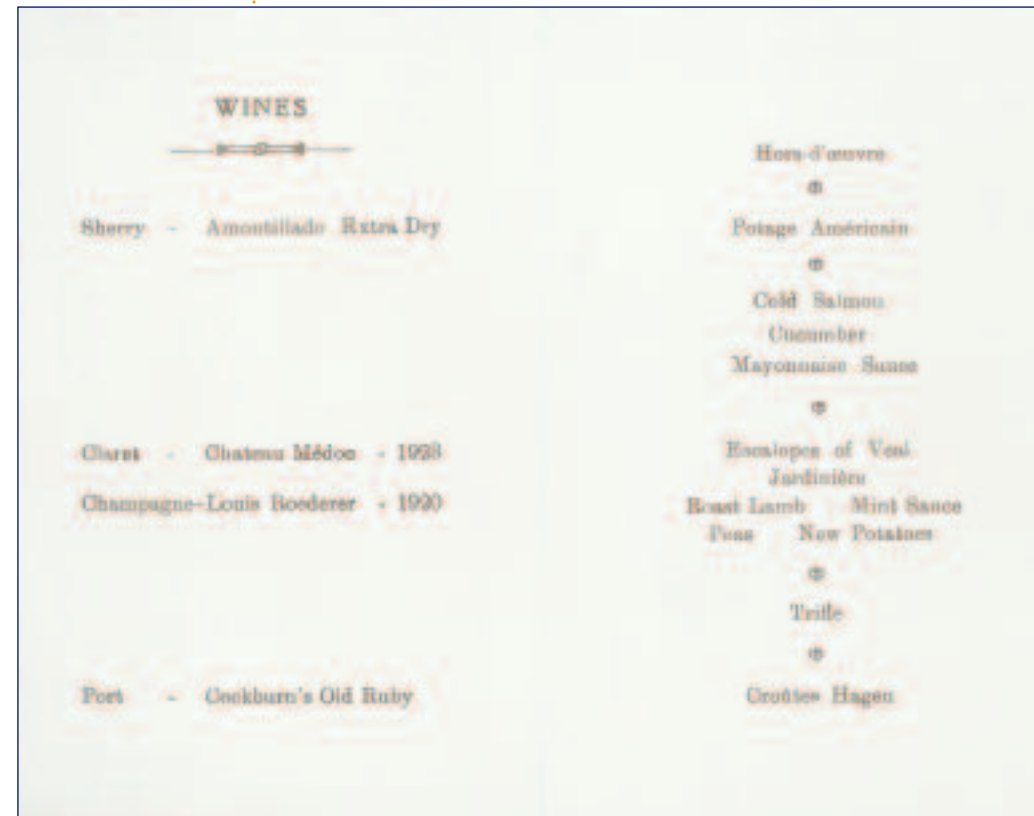 WINES
Sherry - Amontillado Extra Dry
Claret - Chateau Médoc - 1928
Champagne-Louis Roederer - 1920
Port - Cockburn's Old Ruby
Hors-d'œuvre
Potage Américain
Cold Salmon
Cucumber
Mayonnaise Sauce
Escalopes of Veal
Jardinière
Roast Lamb Mint Sauce
Peas New Potatoes
Trifle
Croûtes Hagen